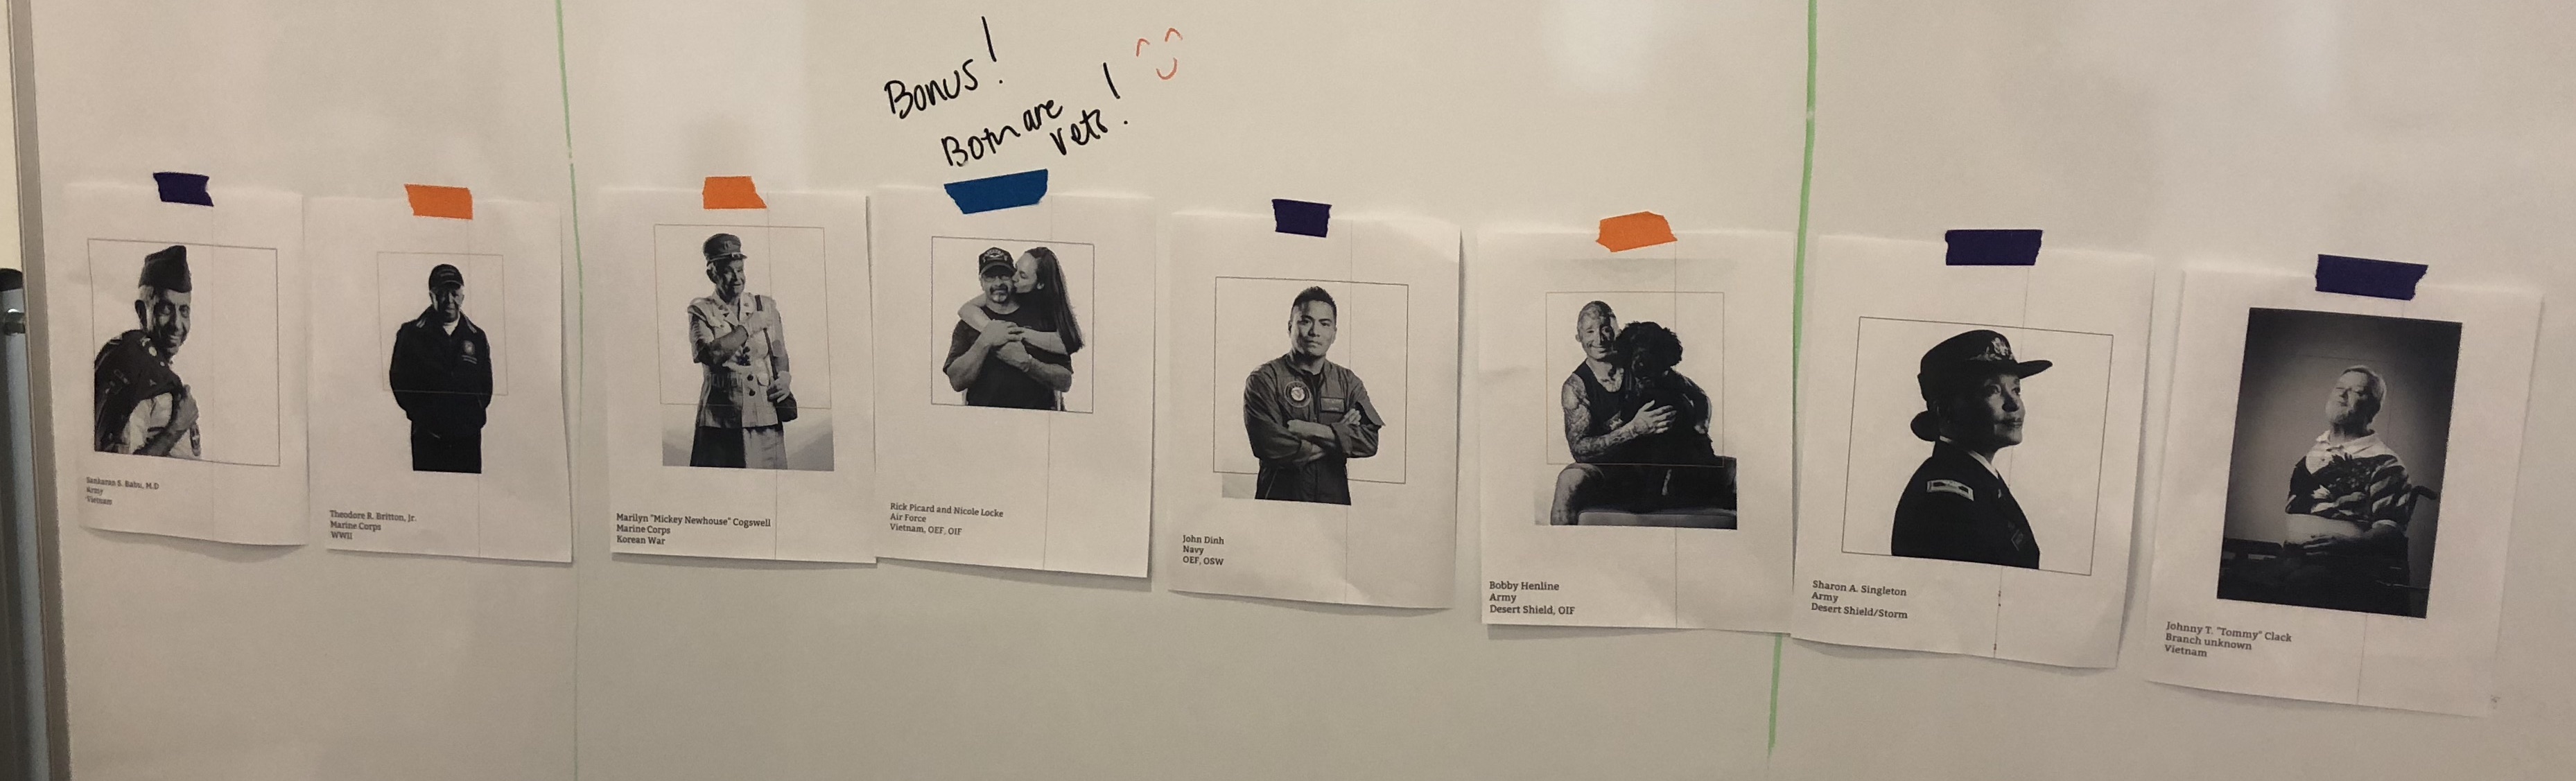 Bonus!
Both are
vets!
Sankaran S. Babu, M.D
Army
Vietnam
Theodore R. Britton, Jr.
Marine Corps
WWII
Marilyn "Mickey Newhouse" Cogswell
Marine Corps
Korean War
Rick Picard and Nicole Locke
Air Force
Vietnam, OEF, OIF
John Dinh
Navy
OEF, OSW
Bobby Henline
Army
Desert Shield, OIF
Sharon A. Singleton
Army
Desert Shield/Storm
Johnny T. "Tommy" Clack
Branch unknown
Vietnam